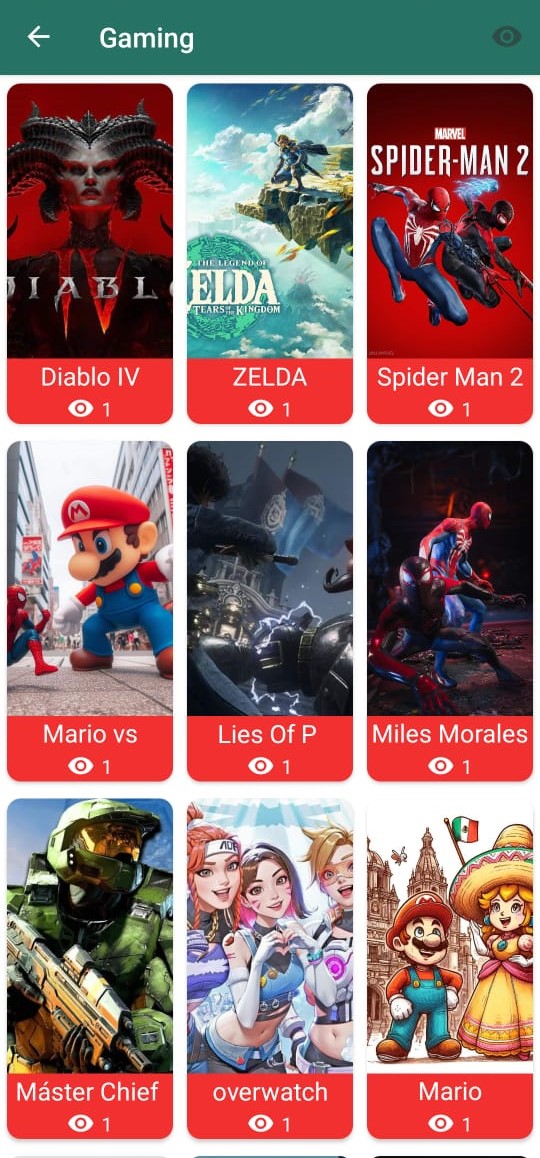 Gaming
DIABLO
IV
Diablo IV
1
THE LEGEND OF
ZELDA
TEARS OF THE KINGDOM
ZELDA
1
MARVEL
SPIDER-MAN 2
Spider Man 2
1
M
Mario vs
1
Lies Of P
1
Miles Morales
1
Máster Chief
1
overwatch
1
M
Mario
1